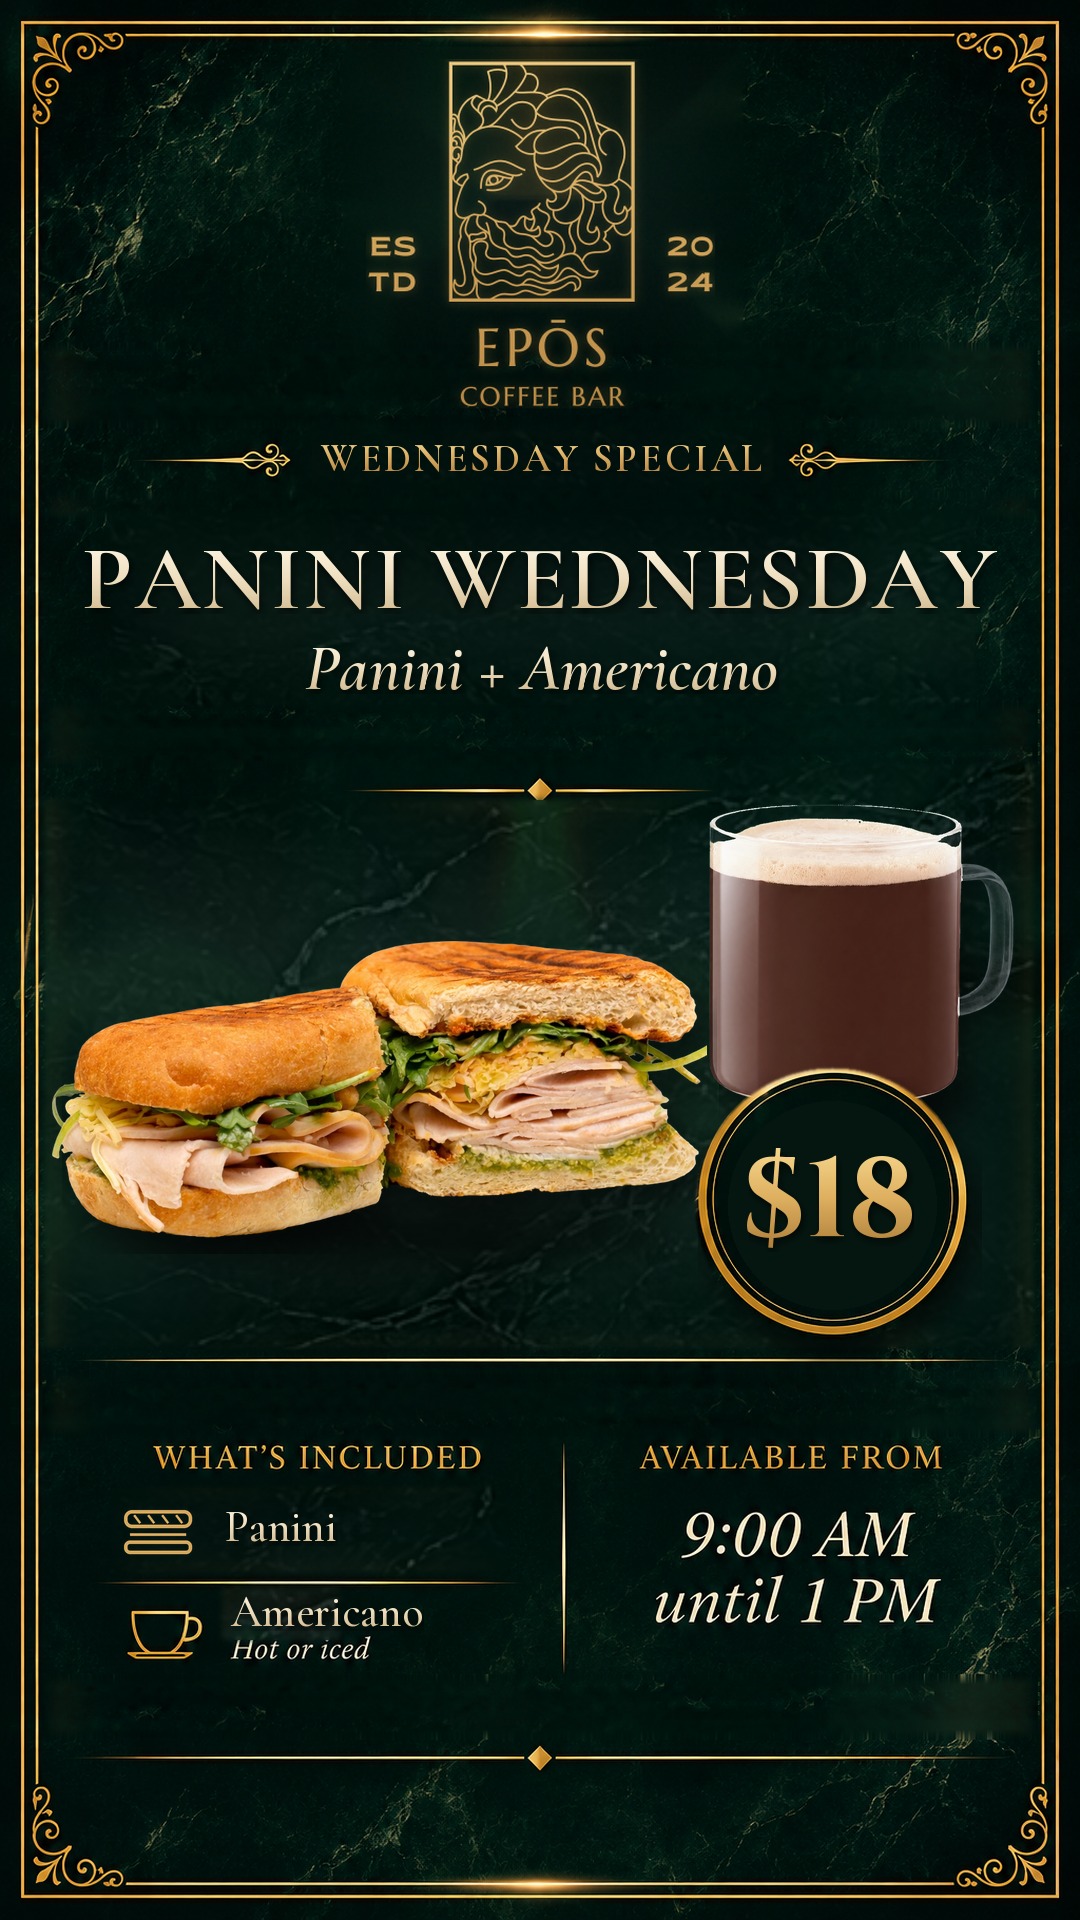 ES
TD
20
24
EPŌS
COFFEE BAR
WEDNESDAY SPECIAL
PANINI WEDNESDAY
Panini + Americano
$18
WHAT'S INCLUDED
Panini
Americano
Hot or iced
AVAILABLE FROM
9:00 AM
until 1 PM